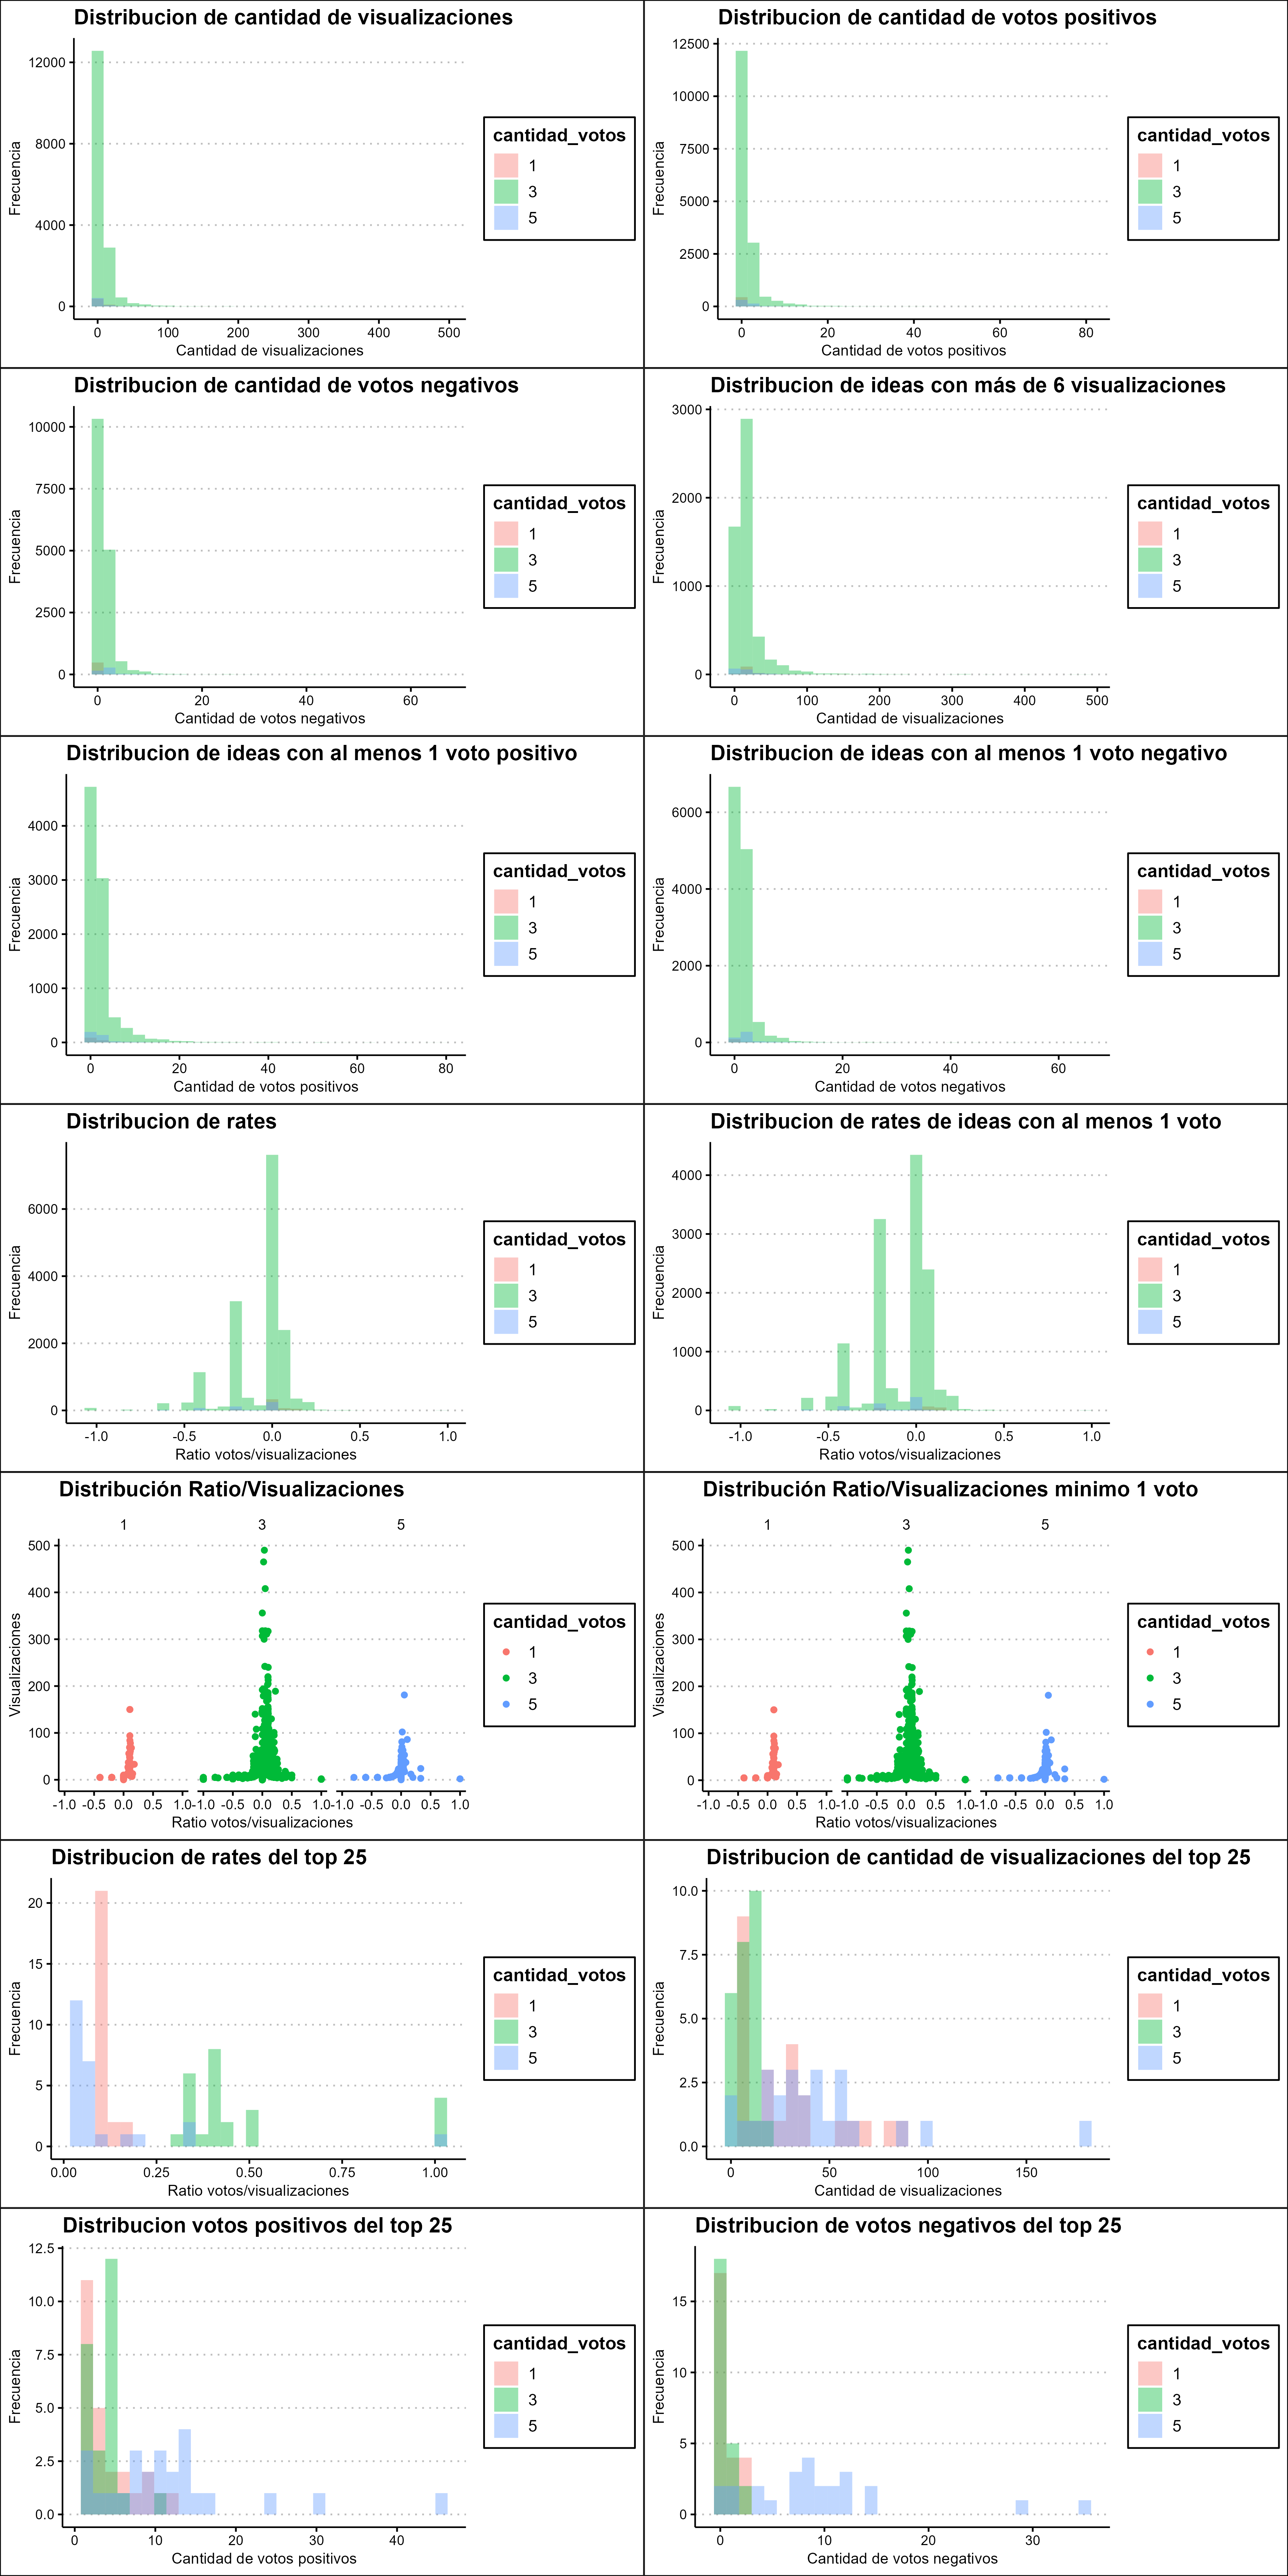 Distribucion de cantidad de visualizaciones
12000
8000
4000
0
Frecuencia
0 100 200 300 400 500
Cantidad de visualizaciones
cantidad_votos
1
3
5
Distribucion de cantidad de votos positivos
12500
10000
7500
5000
2500
0
Frecuencia
0 20 40 60 80
Cantidad de votos positivos
cantidad_votos
1
3
5
Distribucion de cantidad de votos negativos
10000
7500
5000
2500
0
Frecuencia
0 20 40 60
Cantidad de votos negativos
cantidad_votos
1
3
5
Distribucion de ideas con más de 6 visualizaciones
3000
2000
1000
0
Frecuencia
0 100 200 300 400 500
Cantidad de visualizaciones
cantidad_votos
1
3
5
Distribucion de ideas con al menos 1 voto positivo
4000
3000
2000
1000
0
Frecuencia
0 20 40 60 80
Cantidad de votos positivos
cantidad_votos
1
3
5
Distribucion de ideas con al menos 1 voto negativo
6000
4000
2000
0
Frecuencia
0 20 40 60
Cantidad de votos negativos
cantidad_votos
1
3
5
Distribucion de rates
6000
4000
2000
0
Frecuencia
-1.0 -0.5 0.0 0.5 1.0
Ratio votos/visualizaciones
cantidad_votos
1
3
5
Distribucion de rates de ideas con al menos 1 voto
4000
3000
2000
1000
0
Frecuencia
-1.0 -0.5 0.0 0.5 1.0
Ratio votos/visualizaciones
cantidad_votos
1
3
5
Distribución Ratio/Visualizaciones
1 3 5
500
400
300
200
100
0
Visualizaciones
-1.0 -0.5 0.0 0.5 1.0 -1.0 -0.5 0.0 0.5 1.0 -1.0 -0.5 0.0 0.5 1.0
Ratio votos/visualizaciones
cantidad_votos
1
3
5
Distribución Ratio/Visualizaciones minimo 1 voto
1 3 5
500
400
300
200
100
0
Visualizaciones
-1.0 -0.5 0.0 0.5 1.0 -1.0 -0.5 0.0 0.5 1.0 -1.0 -0.5 0.0 0.5 1.0
Ratio votos/visualizaciones
cantidad_votos
1
3
5
Distribucion de rates del top 25
20
15
10
5
0
Frecuencia
0.00 0.25 0.50 0.75 1.00
Ratio votos/visualizaciones
cantidad_votos
1
3
5
Distribucion de cantidad de visualizaciones del top 25
10.0
7.5
5.0
2.5
0.0
Frecuencia
0 50 100 150
Cantidad de visualizaciones
cantidad_votos
1
3
5
Distribucion votos positivos del top 25
12.5
10.0
7.5
5.0
2.5
0.0
Frecuencia
0 10 20 30 40
Cantidad de votos positivos
cantidad_votos
1
3
5
Distribucion de votos negativos del top 25
15
10
5
0
Frecuencia
0 10 20 30
Cantidad de votos negativos
cantidad_votos
1
3
5